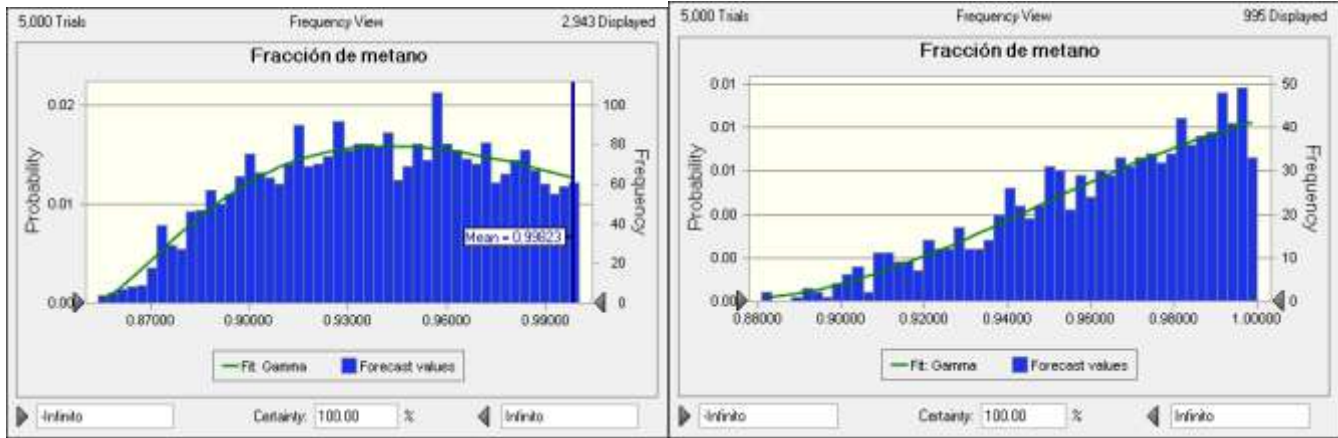 5,000 Trials Frequency View 2,943 Displayed
Fracción de metano
0.02
0.01
0.00
Probability
100
80
60
40
20
0
Frequency
Mean = 0.99623
0.87000 0.90000 0.93000 0.96000 0.99000
Fit: Gamma Forecast values
-Infinito Certainty: 100.00 % Infinito
5,000 Trials Frequency View 995 Displayed
Fracción de metano
0.01
0.01
0.01
0.00
0.00
0.00
Probability
50
40
30
20
10
0
Frequency
0.88000 0.90000 0.92000 0.94000 0.96000 0.98000 1.00000
Fit: Gamma Forecast values
-Infinito Certainty: 100.00 % Infinito